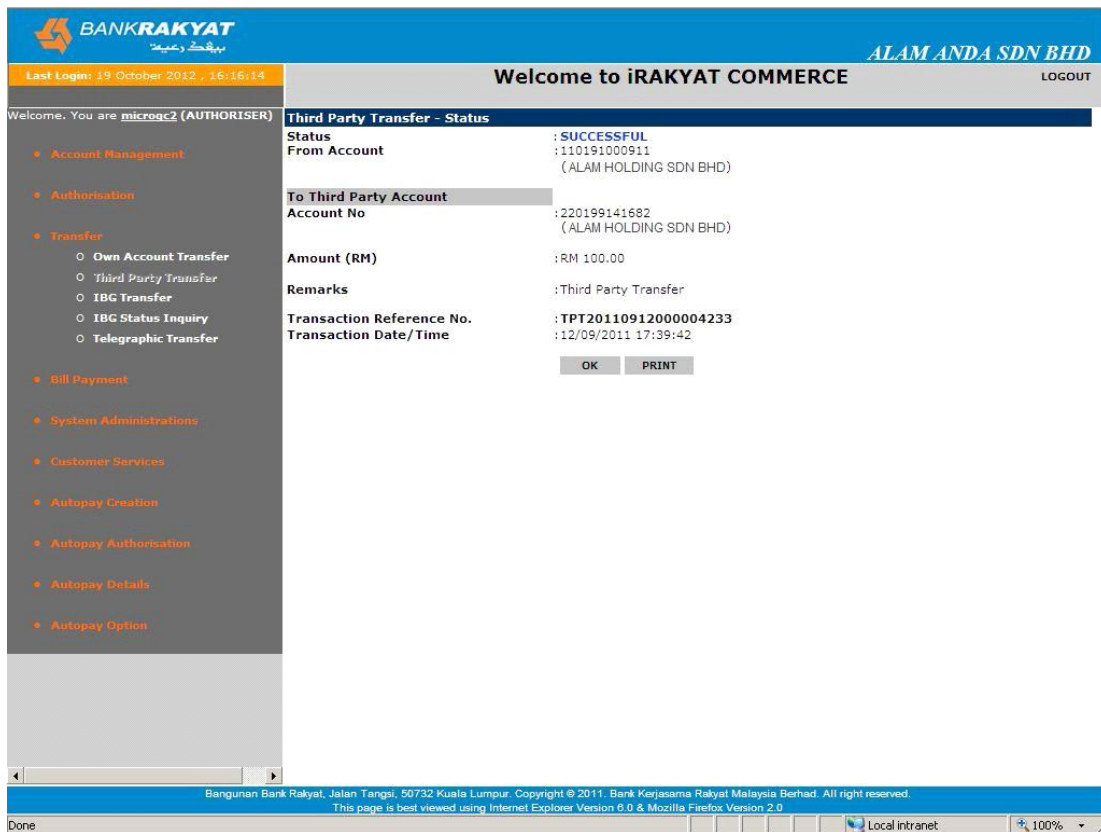 BANKRAKYAT
بيڠک رعية
ALAM ANDA SDN BHD
Last Login: 19 October 2012 , 16:16:14
Welcome to iRAKYAT COMMERCE
LOGOUT
Welcome. You are microgc2 (AUTHORISER)
Account Management
Authorisation
Transfer
Own Account Transfer
Third Party Transfer
IBG Transfer
IBG Status Inquiry
Telegraphic Transfer
Bill Payment
System Administrations
Customer Services
Autopay Creation
Autopay Authorisation
Autopay Details
Autopay Option
Third Party Transfer - Status
Status : SUCCESSFUL
From Account :110191000911
(ALAM HOLDING SDN BHD)
To Third Party Account
Account No :220199141682
(ALAM HOLDING SDN BHD)
Amount (RM) :RM 100.00
Remarks :Third Party Transfer
Transaction Reference No. :TPT20110912000004233
Transaction Date/Time :12/09/2011 17:39:42
OK PRINT
Bangunan Bank Rakyat, Jalan Tangsi, 50732 Kuala Lumpur. Copyright © 2011. Bank Kerjasama Rakyat Malaysia Berhad. All right reserved.
This page is best viewed using Internet Explorer Version 6.0 & Mozilla Firefox Version 2.0
Done Local intranet 100%